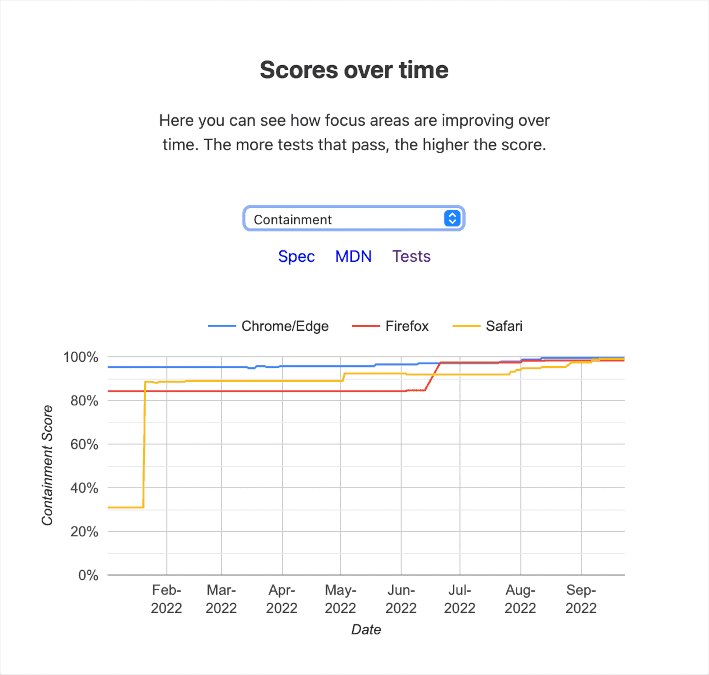 Scores over time
Here you can see how focus areas are improving over
time. The more tests that pass, the higher the score.
Containment
Spec MDN Tests
Chrome/Edge Firefox Safari
100%
80%
60%
40%
20%
0%
Containment Score
Feb- Mar- Apr- May- Jun- Jul- Aug- Sep-
2022 2022 2022 2022 2022 2022 2022 2022
Date